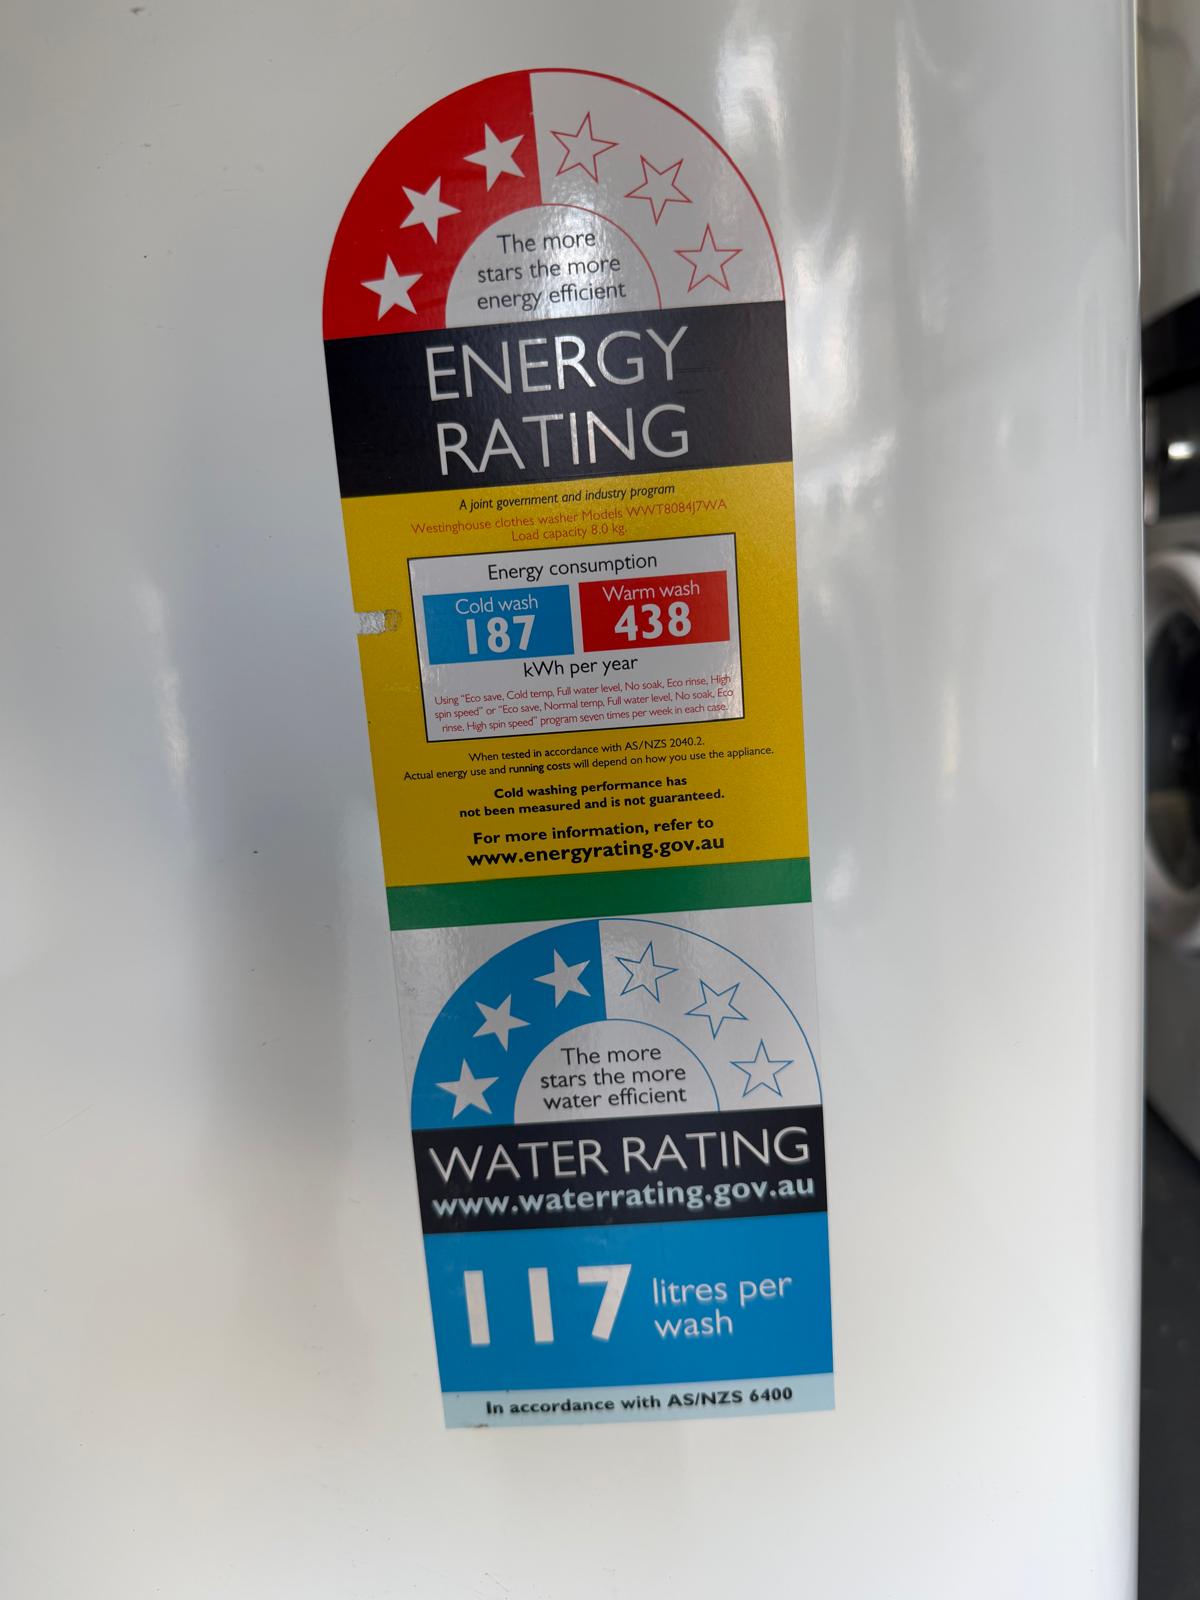 The more
stars the more
energy efficient
ENERGY
RATING
A joint government and industry program
Westinghouse clothes washer Models WWT8084J7WA
Load capacity 8.0 kg.
Energy consumption
Cold wash
187
Warm wash
438
kWh per year
Using "Eco save, Cold temp, Full water level, No soak, Eco rinse, High
spin speed" or "Eco save, Normal temp, Full water level, No soak, Eco
rinse, High spin speed" program seven times per week in each case.
When tested in accordance with AS/NZS 2040.2.
Actual energy use and running costs will depend on how you use the appliance.
Cold washing performance has
not been measured and is not guaranteed.
For more information, refer to
www.energyrating.gov.au
The more
stars the more
water efficient
WATER RATING
www.waterrating.gov.au
117 litres per
wash
In accordance with AS/NZS 6400